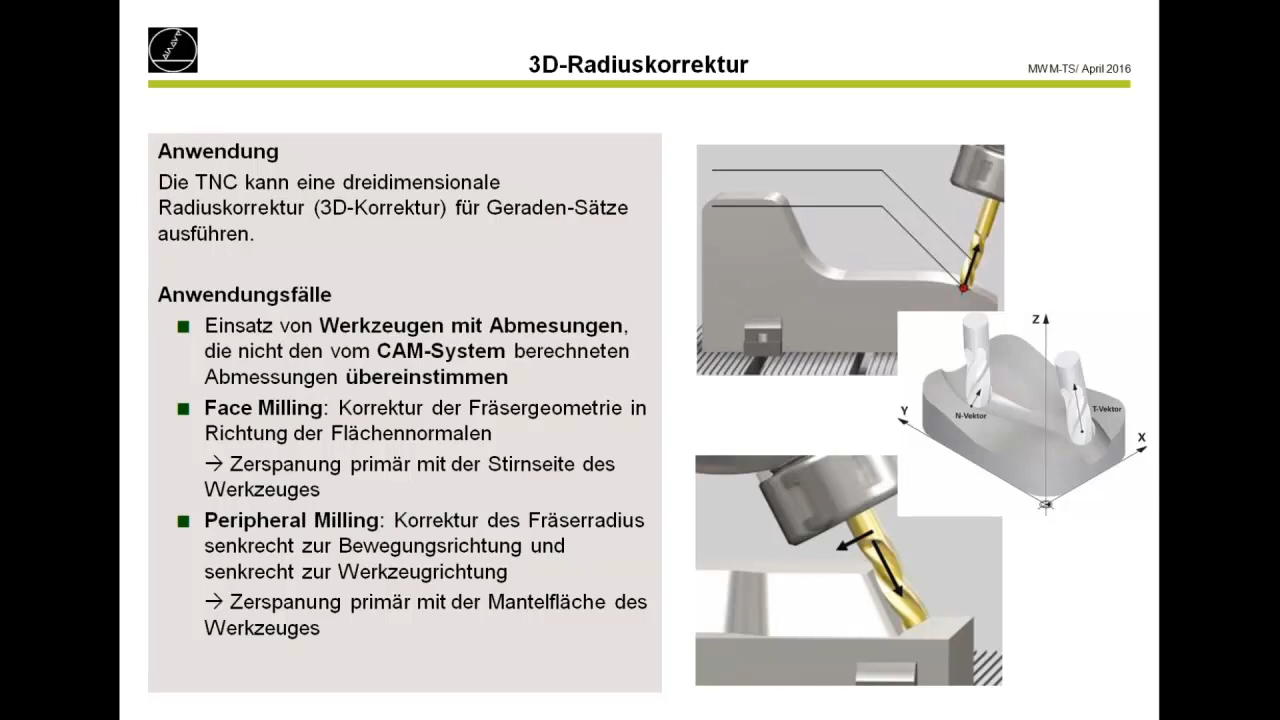 3D-Radiuskorrektur
MWM-TS/ April 2016
Anwendung
Die TNC kann eine dreidimensionale
Radiuskorrektur (3D-Korrektur) für Geraden-Sätze
ausführen.
Anwendungsfälle
Einsatz von Werkzeugen mit Abmesungen,
die nicht den vom CAM-System berechneten
Abmessungen übereinstimmen
Face Milling: Korrektur der Fräsergeometrie in
Richtung der Flächennormalen
→ Zerspanung primär mit der Stirnseite des
Werkzeuges
Peripheral Milling: Korrektur des Fräserradius
senkrecht zur Bewegungsrichtung und
senkrecht zur Werkzeugrichtung
→ Zerspanung primär mit der Mantelfläche des
Werkzeuges
Z
Y
N-Vektor
T-Vektor
X